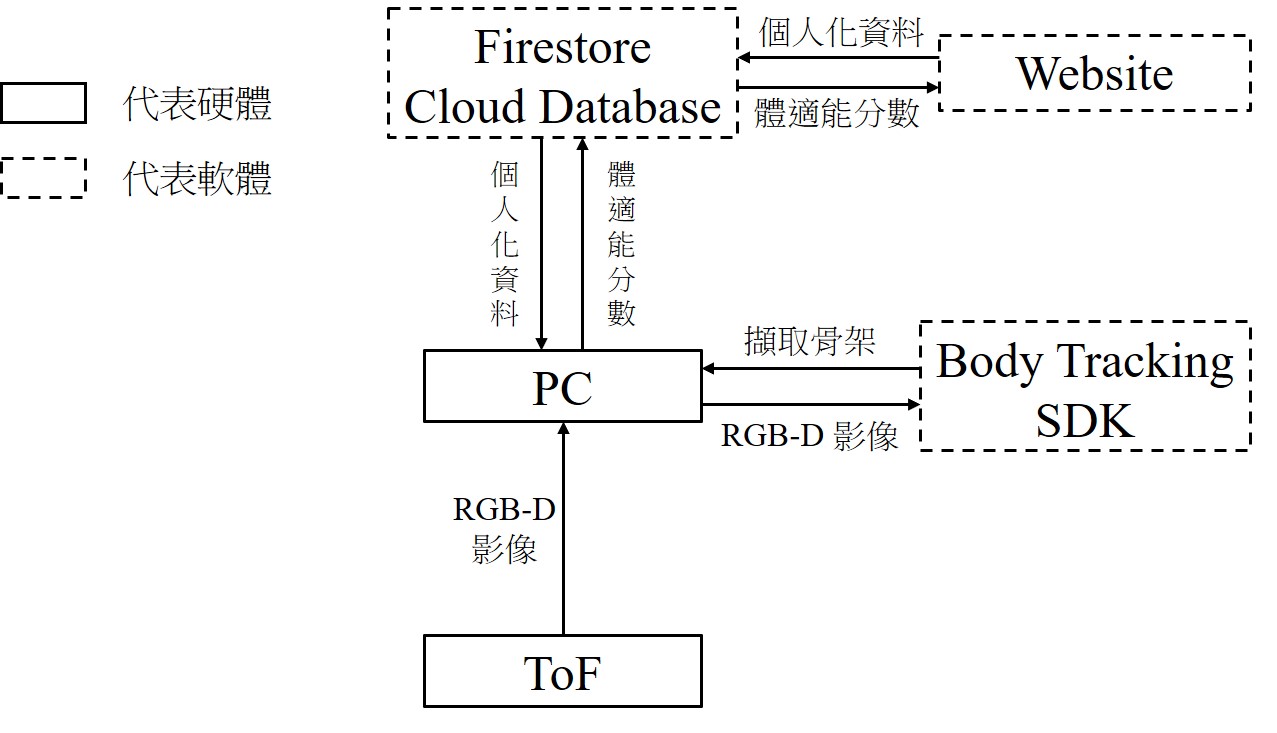 Firestore
Cloud Database
個人化資料
Website
體適能分數
代表硬體
代表軟體
個人化資料
體適能分數
擷取骨架
Body Tracking
SDK
PC
RGB-D 影像
RGB-D
影像
ToF